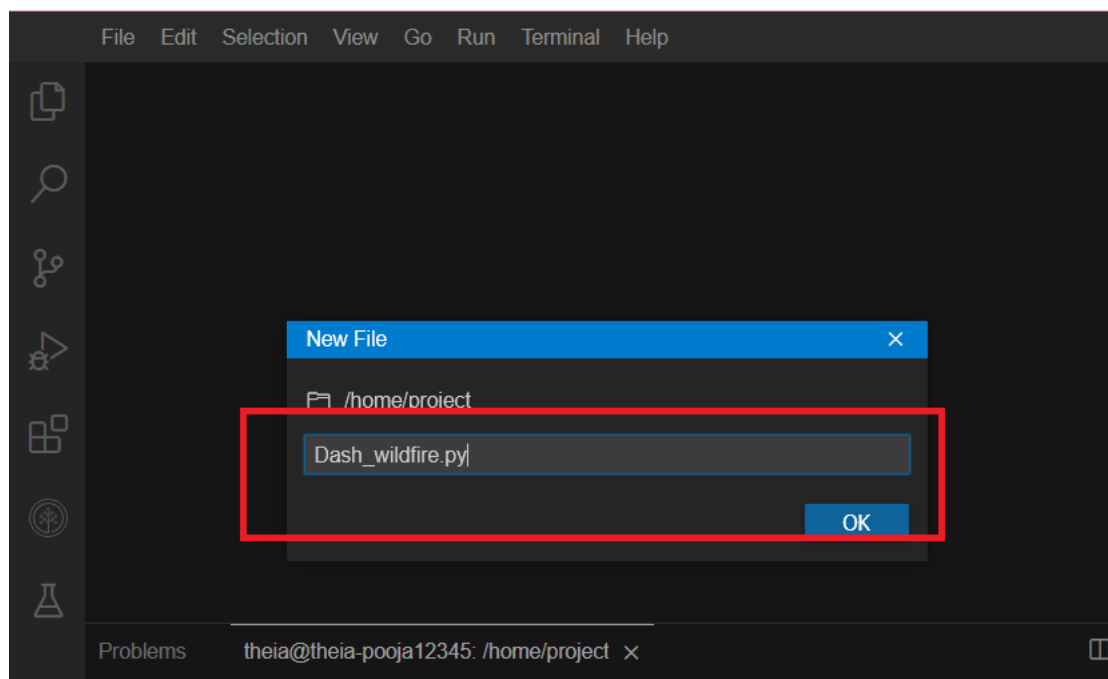 File Edit Selection View Go Run Terminal Help
New File
/home/project
Dash_wildfire.py
OK
Problems theia@theia-pooja12345: /home/project